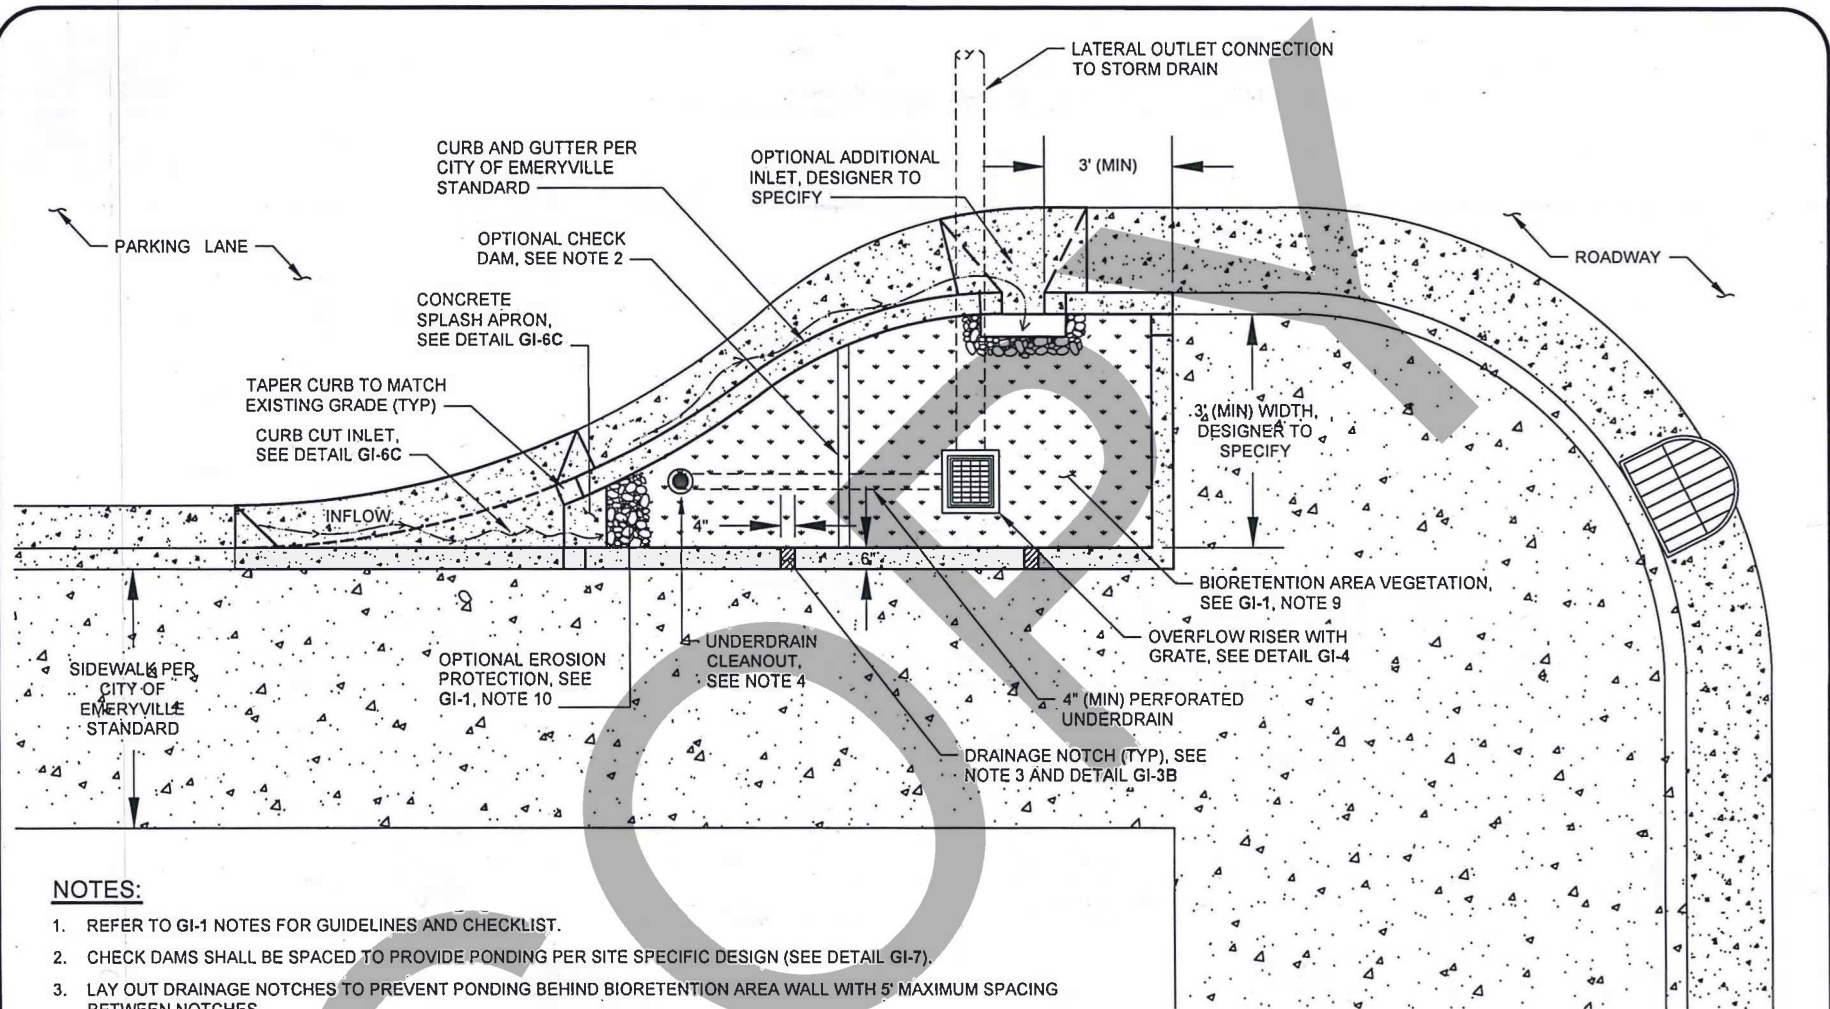 LATERAL OUTLET CONNECTION
TO STORM DRAIN
CURB AND GUTTER PER
CITY OF EMERYVILLE
STANDARD
OPTIONAL ADDITIONAL
INLET, DESIGNER TO
SPECIFY
3' (MIN)
PARKING LANE
OPTIONAL CHECK
DAM, SEE NOTE 2
ROADWAY
CONCRETE
SPLASH APRON,
SEE DETAIL GI-6C
TAPER CURB TO MATCH
EXISTING GRADE (TYP)
CURB CUT INLET,
SEE DETAIL GI-6C
3' (MIN) WIDTH,
DESIGNER TO
SPECIFY
INFLOW
4"
6"
BIORETENTION AREA VEGETATION,
SEE GI-1, NOTE 9
OVERFLOW RISER WITH
GRATE, SEE DETAIL GI-4
SIDEWALK PER
CITY OF
EMERYVILLE
STANDARD
OPTIONAL EROSION
PROTECTION, SEE
GI-1, NOTE 10
UNDERDRAIN
CLEANOUT,
SEE NOTE 4
4" (MIN) PERFORATED
UNDERDRAIN
DRAINAGE NOTCH (TYP), SEE
NOTE 3 AND DETAIL GI-3B
COPY
NOTES:
1. REFER TO GI-1 NOTES FOR GUIDELINES AND CHECKLIST.
2. CHECK DAMS SHALL BE SPACED TO PROVIDE PONDING PER SITE SPECIFIC DESIGN (SEE DETAIL GI-7).
3. LAY OUT DRAINAGE NOTCHES TO PREVENT PONDING BEHIND BIORETENTION AREA WALL WITH 5' MAXIMUM SPACING
BETWEEN NOTCHES